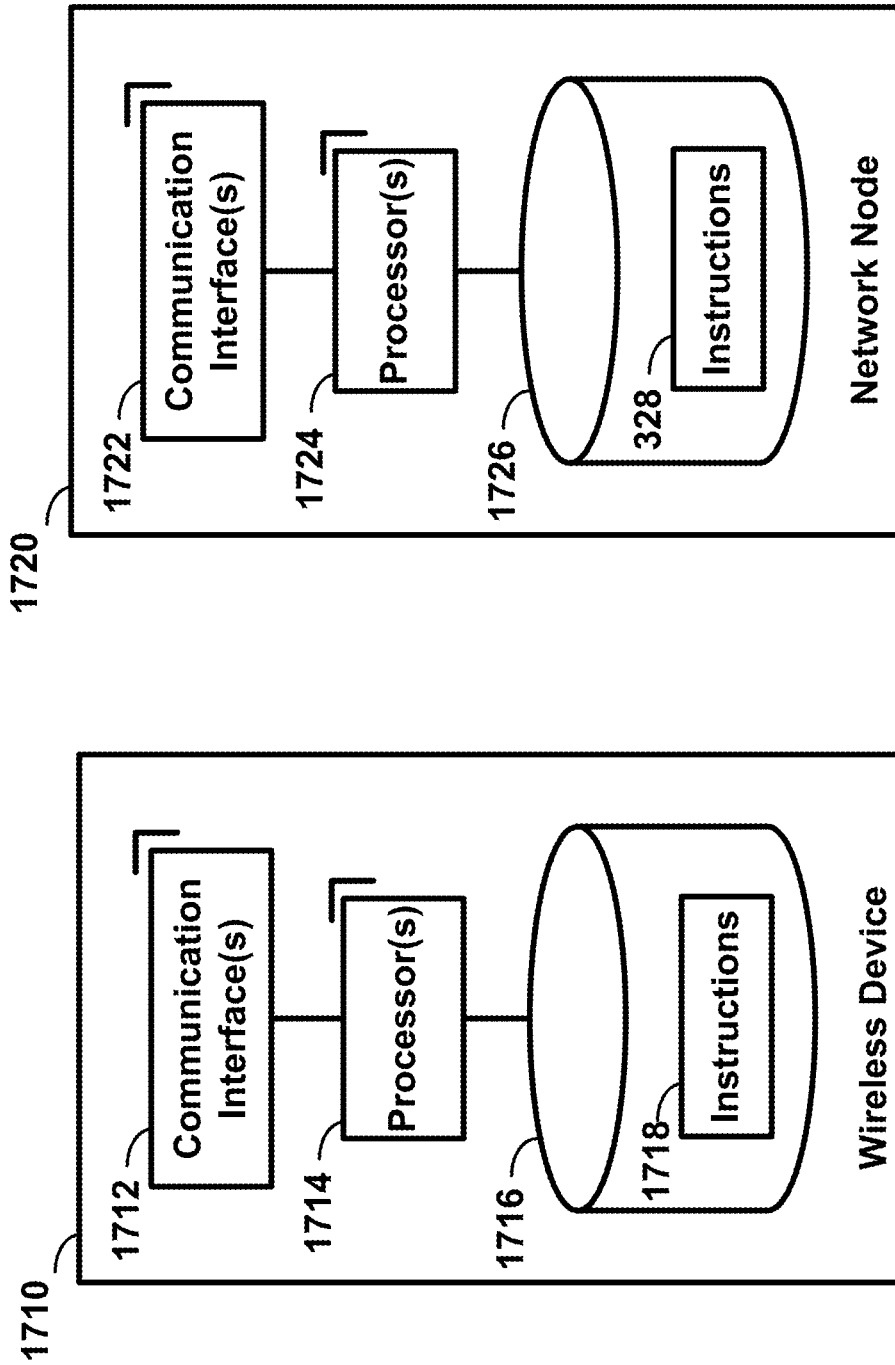 1710
1712
Communication
Interface(s)
1714
Processor(s)
1716
1718
Instructions
Wireless Device
1720
1722
Communication
Interface(s)
1724
Processor(s)
1726
328
Instructions
Network Node